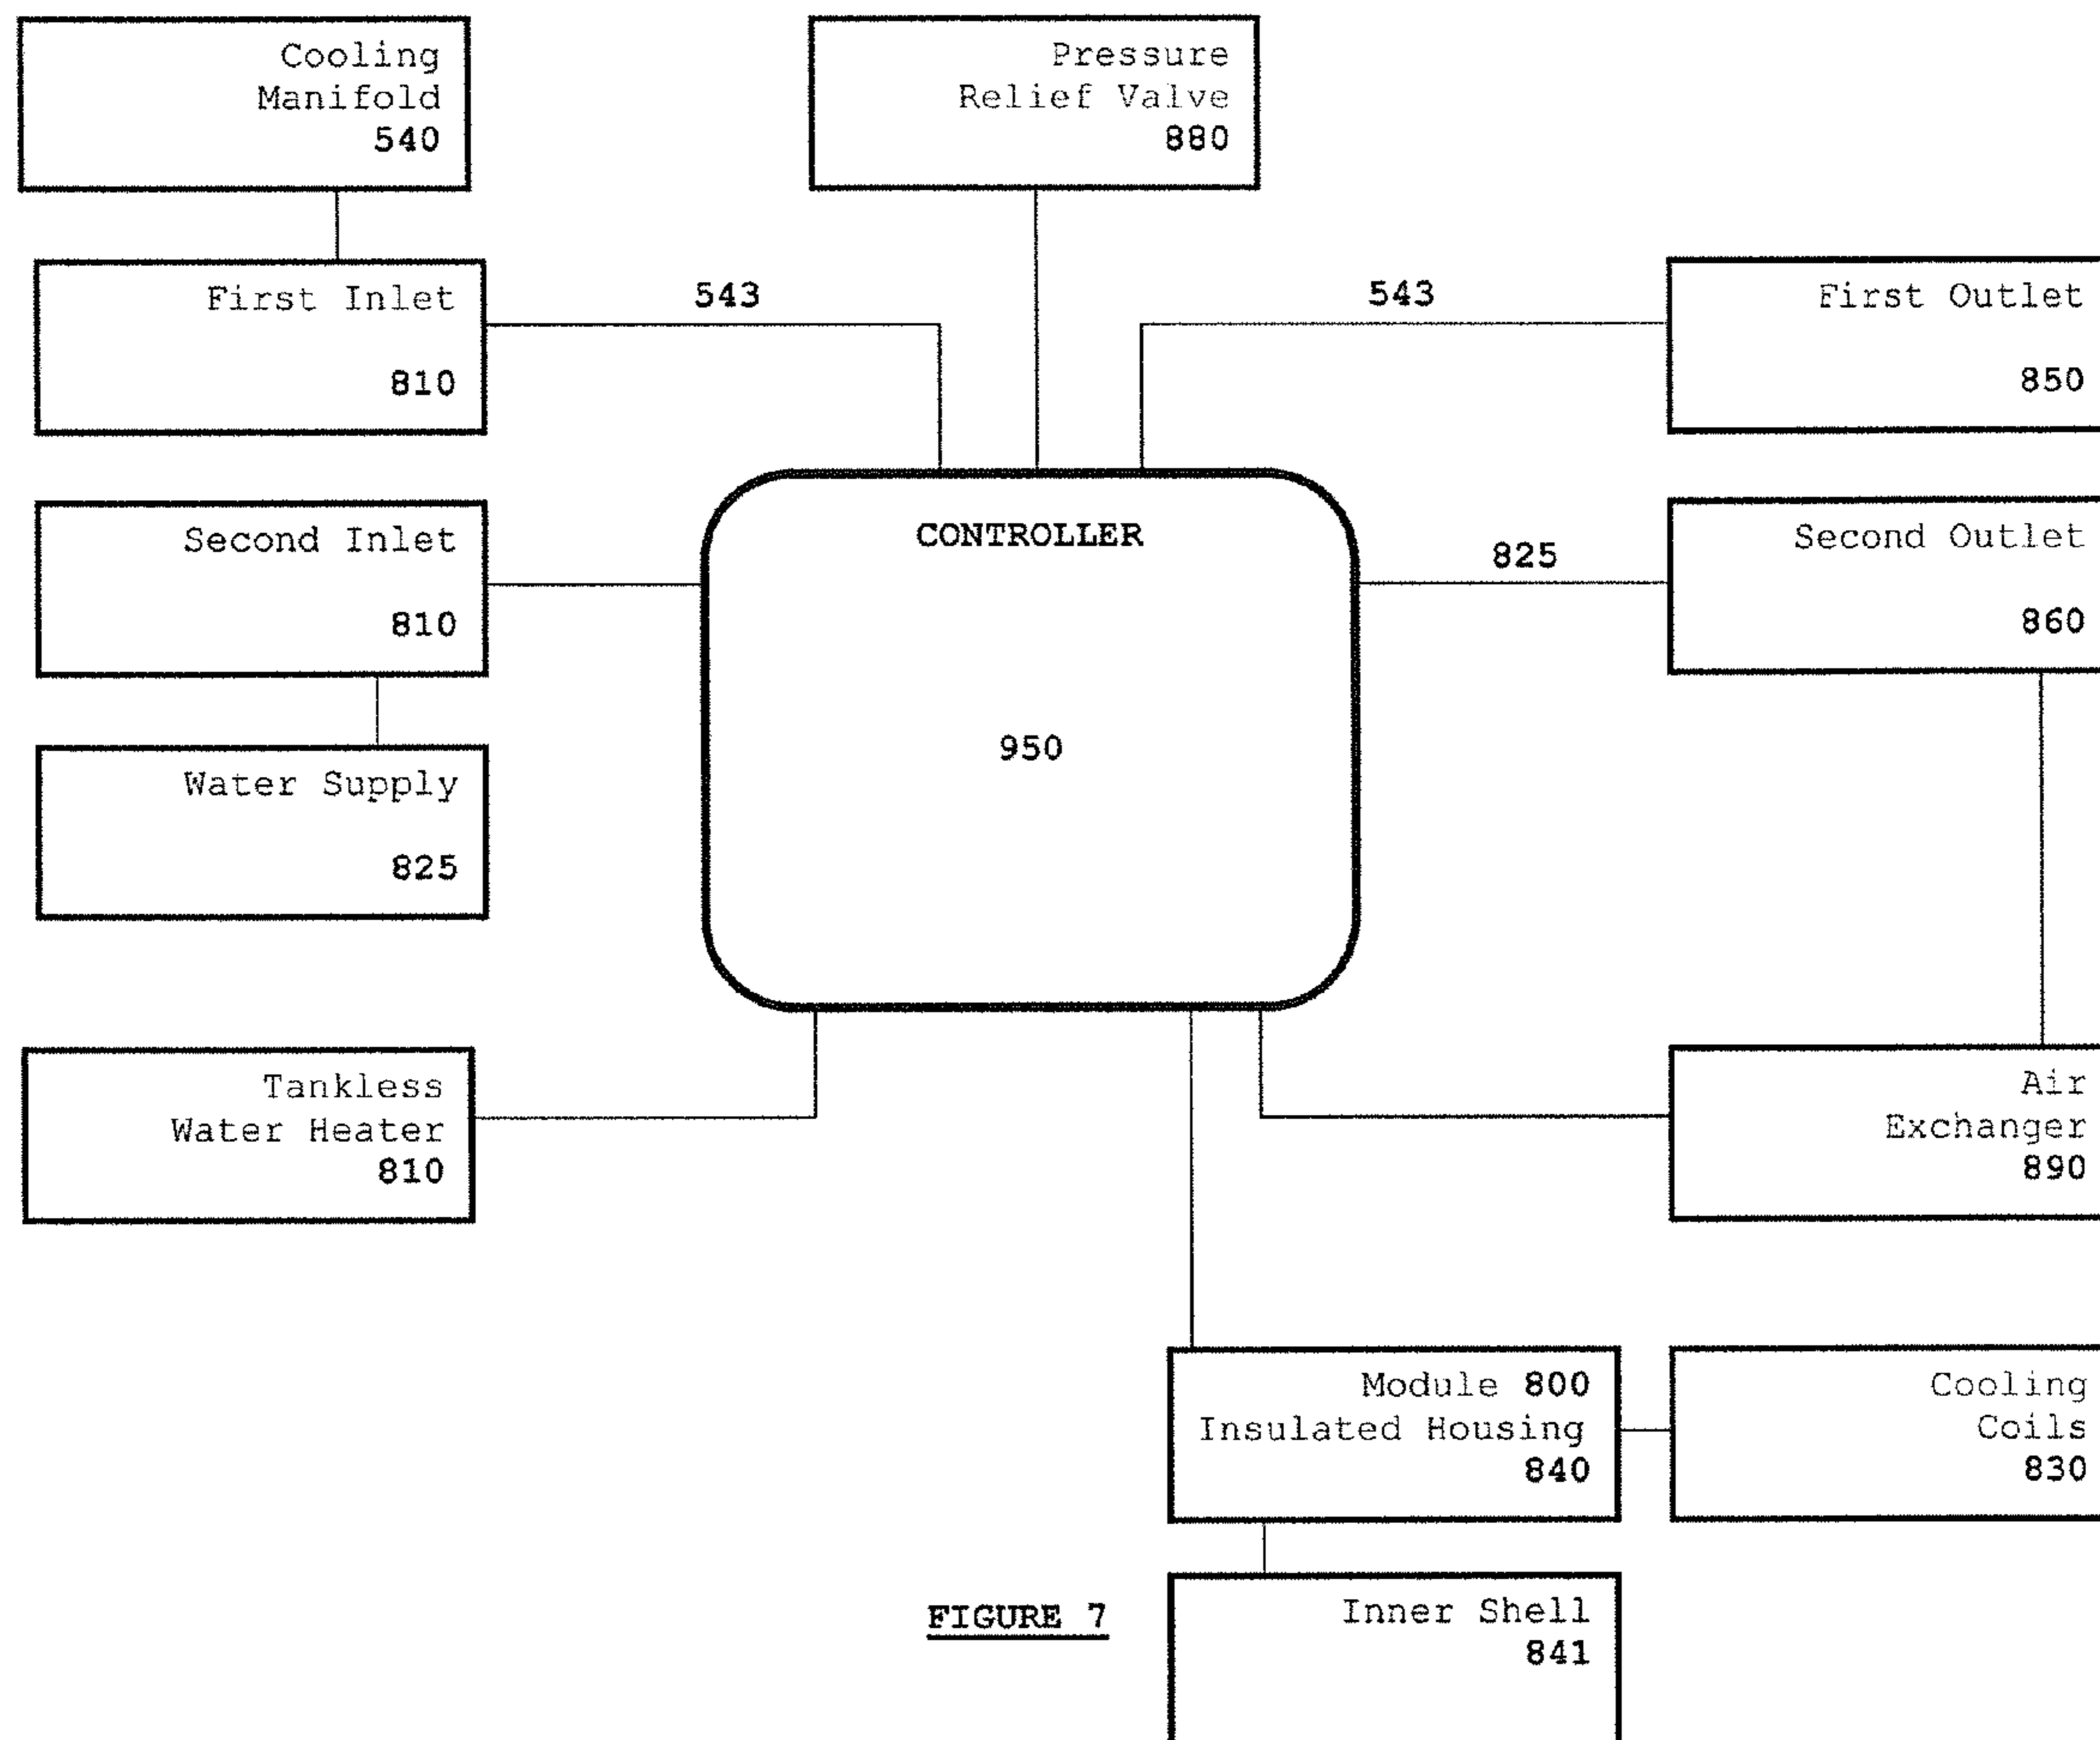 Cooling
Manifold
540
Pressure
Relief Valve
880
First Inlet
810
543
543
First Outlet
850
Second Inlet
810
CONTROLLER
950
825
Second Outlet
860
Water Supply
825
Tankless
Water Heater
810
Air
Exchanger
890
Module 800
Insulated Housing
840
Cooling
Coils
830
Inner Shell
841
FIGURE 7